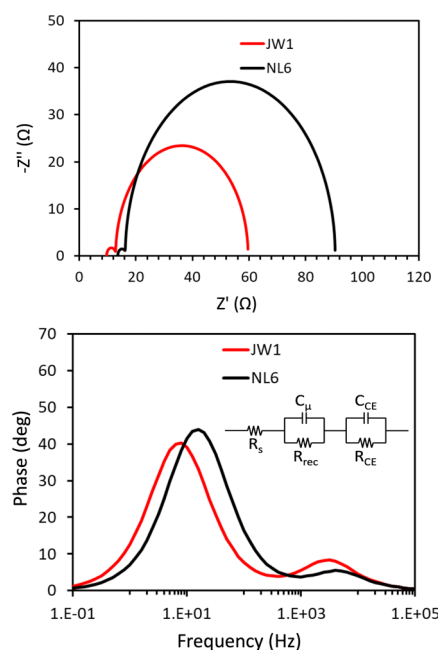 50
40
30
20
10
0
-Z'' (Ω)
JW1
NL6
0 20 40 60 80 100 120
Z' (Ω)
70
60
50
40
30
20
10
0
Phase (deg)
JW1
NL6
Cμ CCE
Rs Rrec RCE
1.E-01 1.E+01 1.E+03 1.E+05
Frequency (Hz)